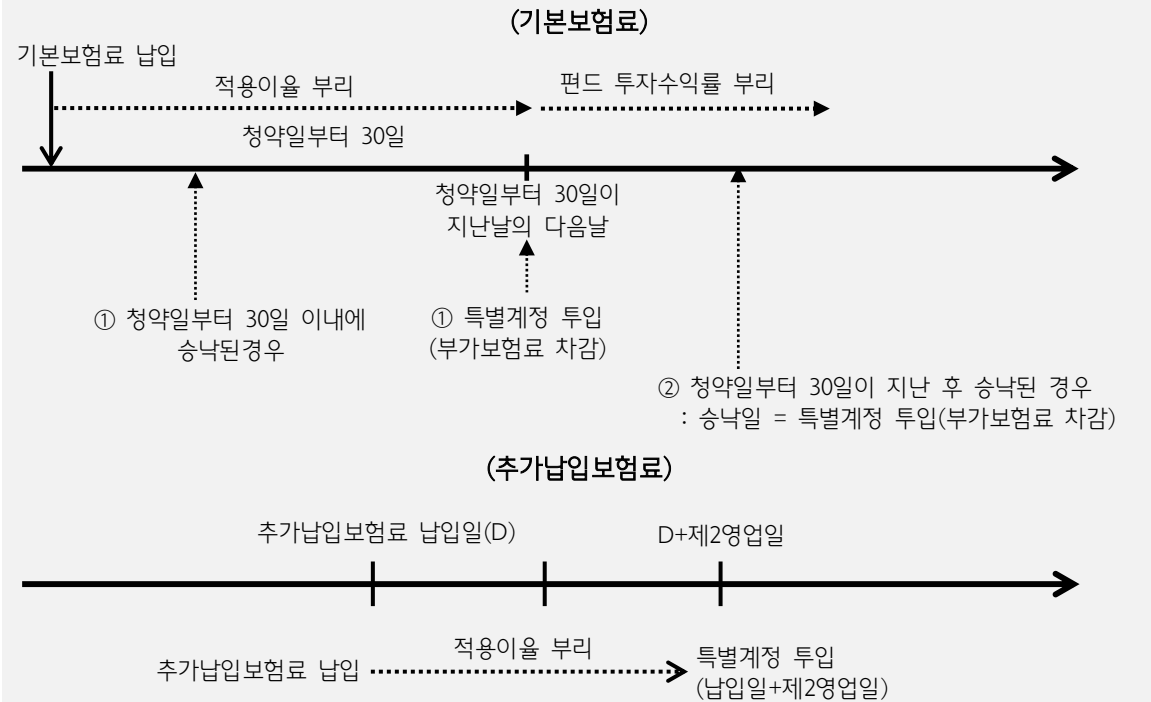 (기본보험료)
기본보험료 납입
적용이율 부리
펀드 투자수익률 부리
청약일부터 30일
청약일부터 30일이
지난날의 다음날
① 청약일부터 30일 이내에
승낙된경우
① 특별계정 투입
(부가보험료 차감)
② 청약일부터 30일이 지난 후 승낙된 경우
: 승낙일 = 특별계정 투입(부가보험료 차감)
(추가납입보험료)
추가납입보험료 납입일(D)
D+제2영업일
추가납입보험료 납입
적용이율 부리
특별계정 투입
(납입일+제2영업일)